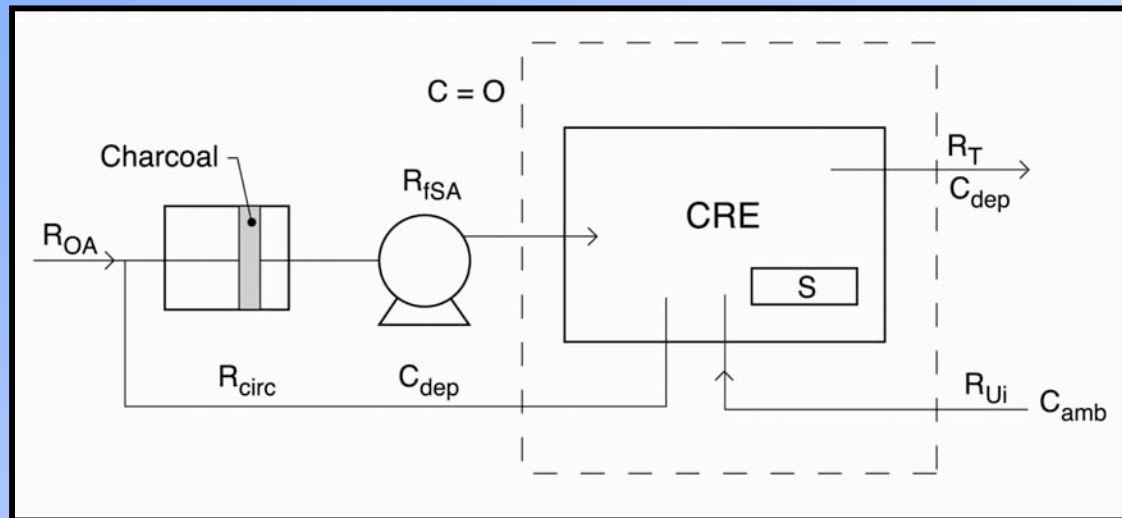 C = O
Charcoal
R_T
R_fSA
C_dep
R_OA
CRE
S
R_circ
C_dep
R_Ui
C_amb